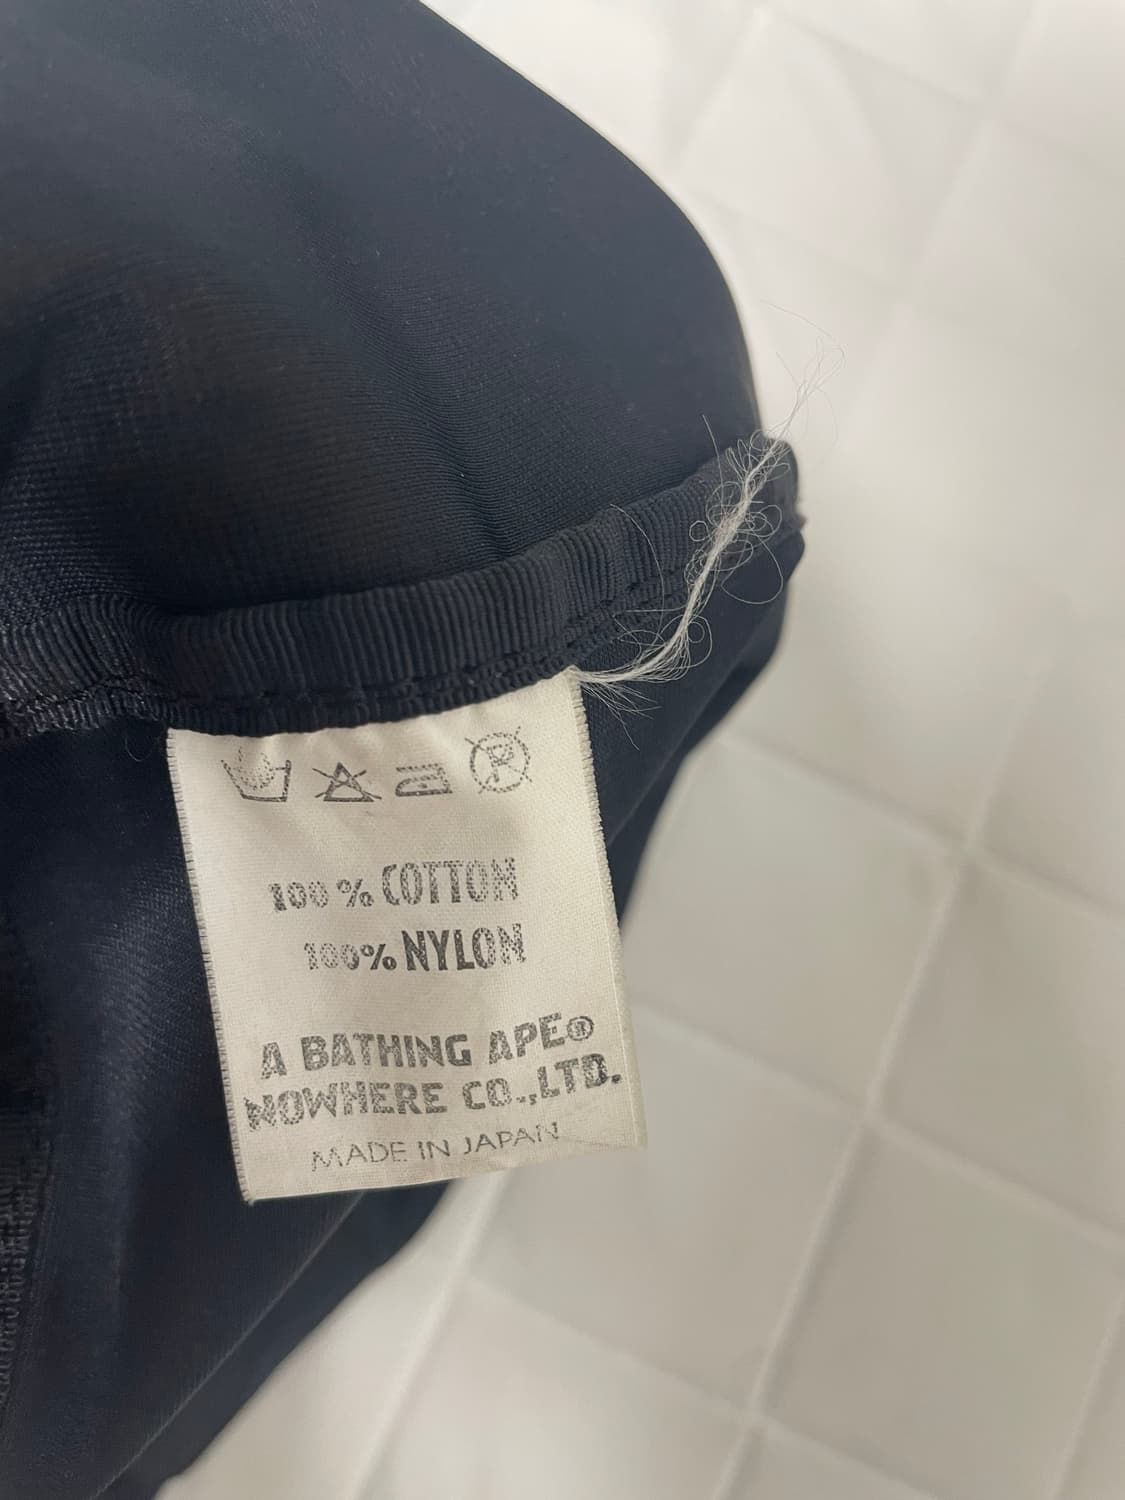 100% COTTON
100% NYLON
A BATHING APE®
NOWHERE CO.,LTD.
MADE IN JAPAN